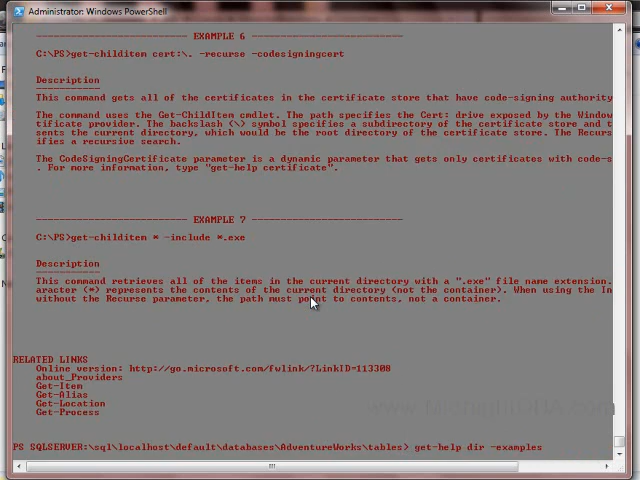 Administrator: Windows PowerShell
-------------------------- EXAMPLE 6 --------------------------
C:\PS>get-childitem cert:\. -recurse -codesigningcert
Description
-----------
This command gets all of the certificates in the certificate store that have code-signing authority
The command uses the Get-ChildItem cmdlet. The path specifies the Cert: drive exposed by the Window
tificate provider. The backslash (\) symbol specifies a subdirectory of the certificate store and t
sents the current directory, which would be the root directory of the certificate store. The Recurs
ifies a recursive search.
The CodeSigningCertificate parameter is a dynamic parameter that gets only certificates with code-s
. For more information, type "get-help certificate".
-------------------------- EXAMPLE 7 --------------------------
C:\PS>get-childitem * -include *.exe
Description
-----------
This command retrieves all of the items in the current directory with a ".exe" file name extension.
aracter (*) represents the contents of the current directory (not the container). When using the In
without the Recurse parameter, the path must point to contents, not a container.
RELATED LINKS
Online version: http://go.microsoft.com/fwlink/?LinkID=113308
about_Providers
Get-Item
Get-Alias
Get-Location
Get-Process
www.MidnightDBA.com
PS SQLSERVER:\sql\localhost\default\databases\AdventureWorks\tables> get-help dir -examples